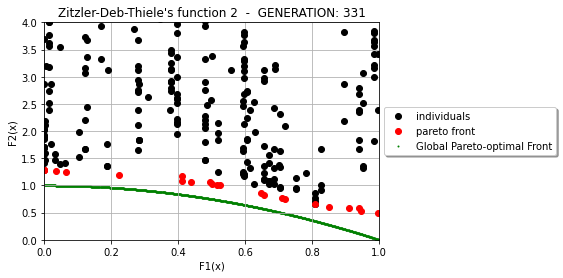 Zitzler-Deb-Thiele's function 2 - GENERATION: 331
4.0
3.5
3.0
2.5
2.0
1.5
1.0
0.5
0.0
F2(x)
0.0 0.2 0.4 0.6 0.8 1.0
F1(x)
individuals
pareto front
Global Pareto-optimal Front